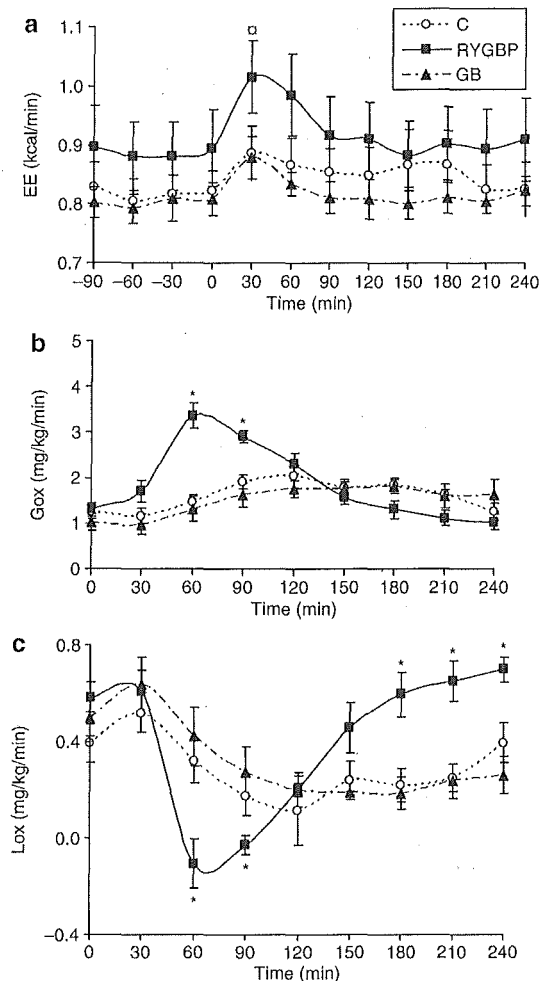 a
C
RYGBP
GB
¤
EE (kcal/min)
1.1
1.0
0.9
0.8
0.7
−90 −60 −30 0 30 60 90 120 150 180 210 240
Time (min)
b
Gox (mg/kg/min)
5
4
3
2
1
0
* *
0 30 60 90 120 150 180 210 240
Time (min)
c
Lox (mg/kg/min)
0.8
0.4
0.0
−0.4
* * *
* *
0 30 60 90 120 150 180 210 240
Time (min)